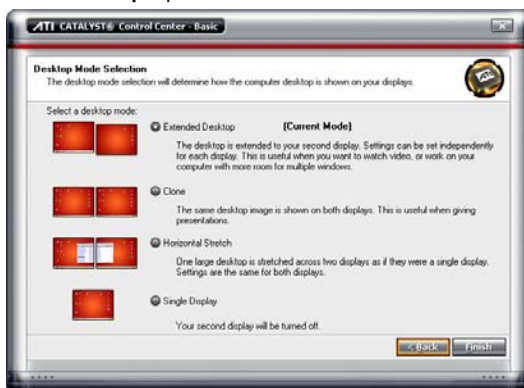 ATI CATALYST® Control Center - Basic
Desktop Mode Selection
The desktop mode selection will determine how the computer desktop is shown on your displays.
ATI
Select a desktop mode:
Extended Desktop (Current Mode)
The desktop is extended to your second display. Settings can be set independently
for each display. This is useful when you want to watch video, or work on your
computer with more room for multiple windows.
Clone
The same desktop image is shown on both displays. This is useful when giving
presentations.
Horizontal Stretch
One large desktop is stretched across two displays as if they were a single display.
Settings are the same for both displays.
Single Display
Your second display will be turned off.
< Back
Finish